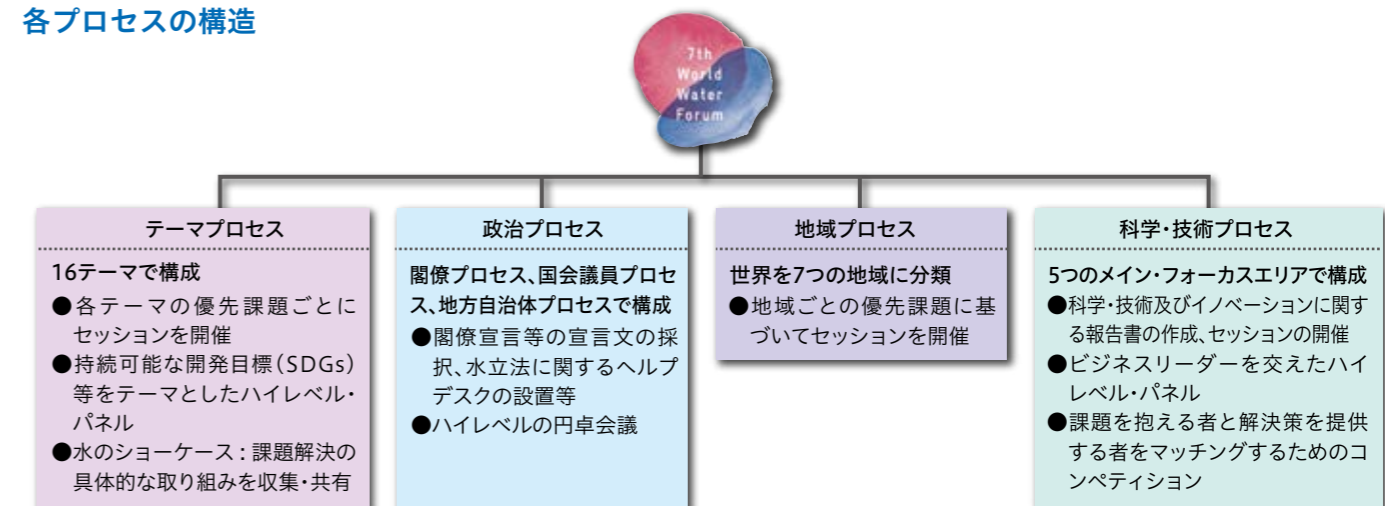 各プロセスの構造
7th
World
Water
Forum
テーマプロセス
16テーマで構成
●各テーマの優先課題ごとに
セッションを開催
●持続可能な開発目標(SDGs)
等をテーマとしたハイレベル・
パネル
●水のショーケース:課題解決の
具体的な取り組みを収集・共有
政治プロセス
閣僚プロセス、国会議員プロセ
ス、地方自治体プロセスで構成
●閣僚宣言等の宣言文の採
択、水立法に関するヘルプ
デスクの設置等
●ハイレベルの円卓会議
地域プロセス
世界を7つの地域に分類
●地域ごとの優先課題に基
づいてセッションを開催
科学・技術プロセス
5つのメイン・フォーカスエリアで構成
●科学・技術及びイノベーションに関す
る報告書の作成、セッションの開催
●ビジネスリーダーを交えたハイ
レベル・パネル
●課題を抱える者と解決策を提供
する者をマッチングするためのコ
ンペティション